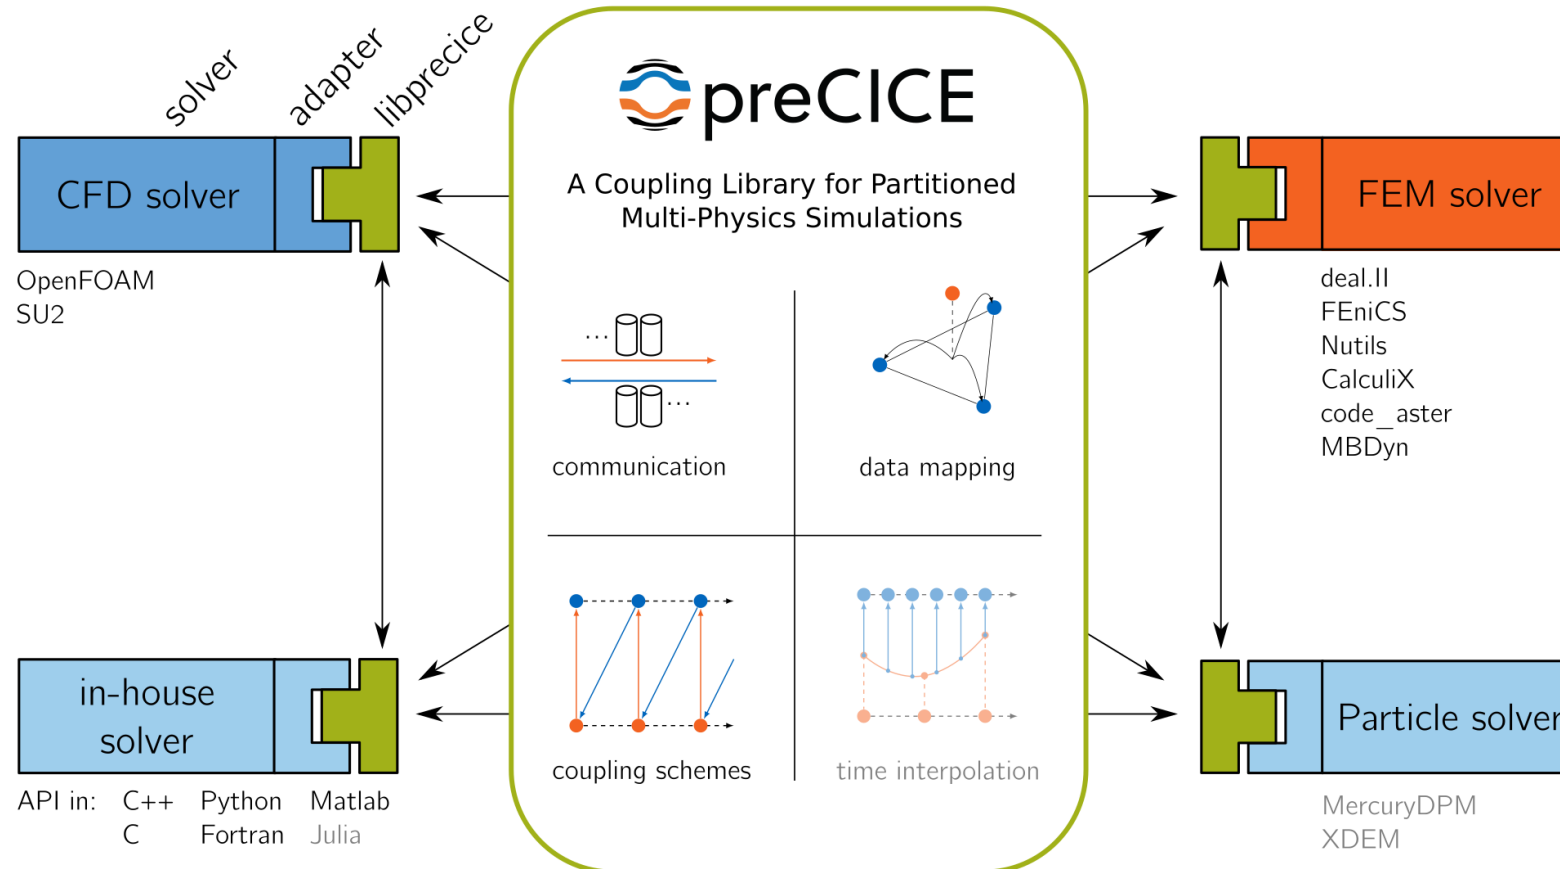 solver
adapter
libprecice
preCICE
A Coupling Library for Partitioned
Multi-Physics Simulations
CFD solver
OpenFOAM
SU2
FEM solver
deal.II
FEniCS
Nutils
CalculiX
code_aster
MBDyn
...
...
communication
data mapping
coupling schemes
time interpolation
in-house
solver
API in: C++ Python Matlab
C Fortran Julia
Particle solver
MercuryDPM
XDEM